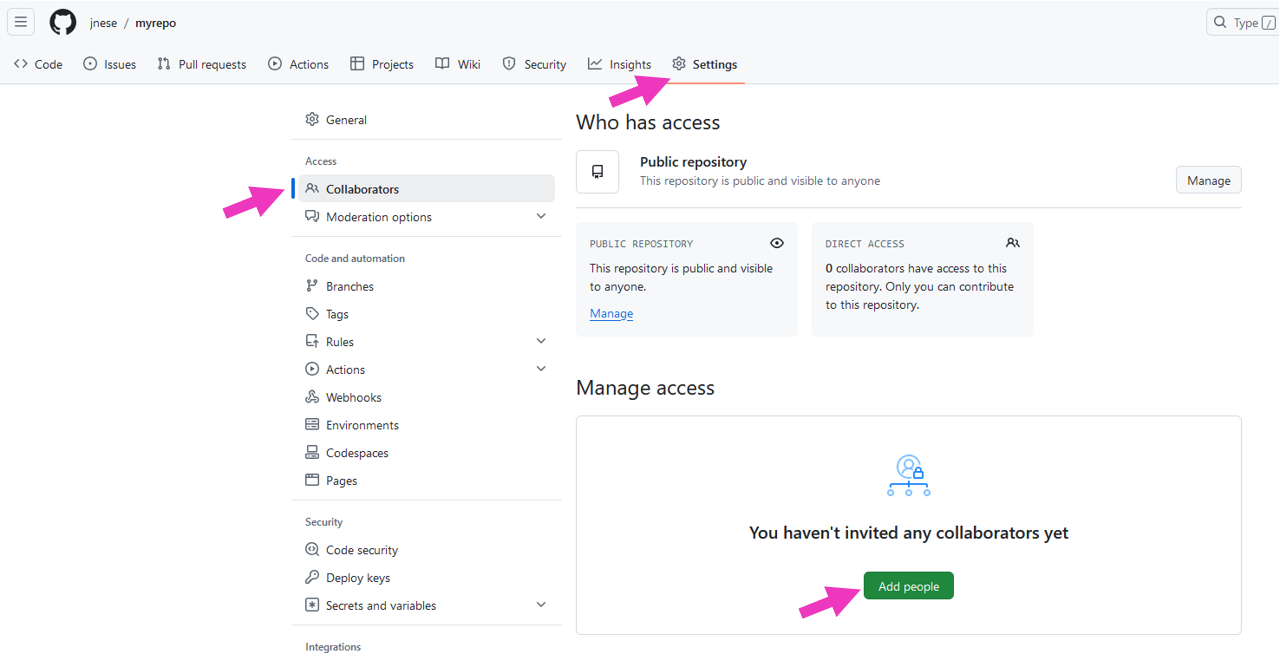 jnese / myrepo
Type /
Code Issues Pull requests Actions Projects Wiki Security Insights Settings
General
Access
Collaborators
Moderation options
Code and automation
Branches
Tags
Rules
Actions
Webhooks
Environments
Codespaces
Pages
Security
Code security
Deploy keys
Secrets and variables
Integrations
Who has access
Public repository
This repository is public and visible to anyone
Manage
PUBLIC REPOSITORY
This repository is public and visible
to anyone.
Manage
DIRECT ACCESS
0 collaborators have access to this
repository. Only you can contribute
to this repository.
Manage access
You haven't invited any collaborators yet
Add people